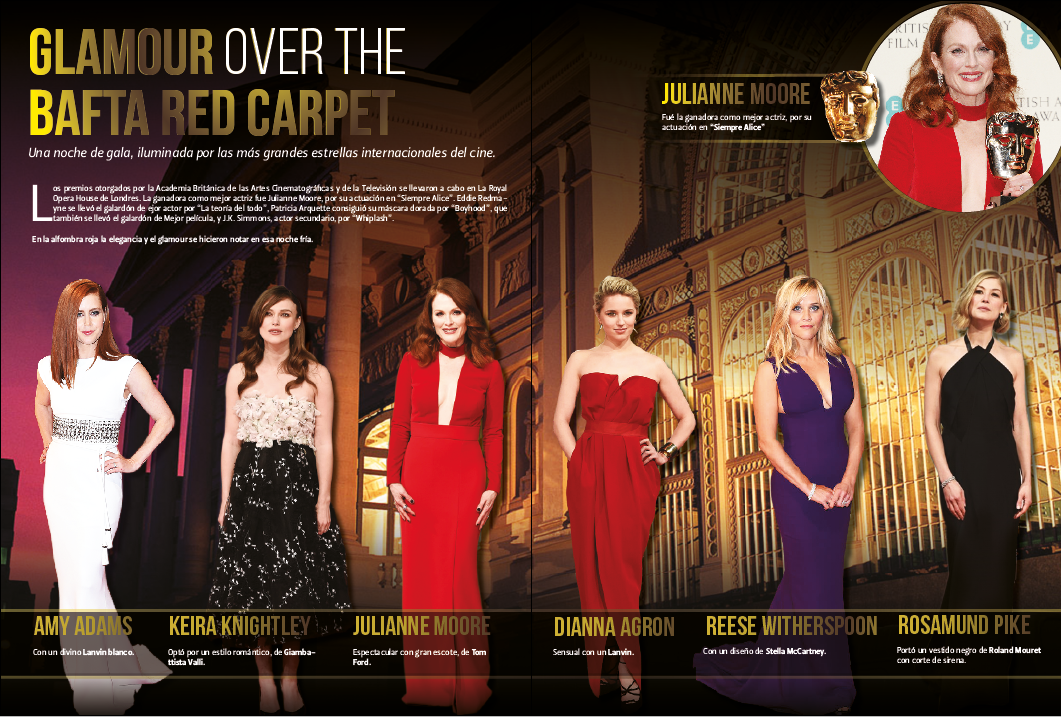 GLAMOUR OVER THE
BAFTA RED CARPET
Una noche de gala, iluminada por las más grandes estrellas internacionales del cine.
Los premios otorgados por la Academia Británica de las Artes Cinematográficas y de la Televisión se llevaron a cabo en La Royal
Opera House de Londres. La ganadora como mejor actriz fue Julianne Moore, por su actuación en "Siempre Alice". Eddie Redma-
yne se llevó el galardón de ejor actor por "La teoría del todo", Patricia Arquette consiguió su máscara dorada por "Boyhood", que
también se llevó el galardón de Mejor película, y J.K. Simmons, actor secundario, por "Whiplash".
En la alfombra roja la elegancia y el glamour se hicieron notar en esa noche fría.
JULIANNE MOORE
Fué la ganadora como mejor actriz, por su
actuación en "Siempre Alice"
FILM
E
E
AMY ADAMS
Con un divino Lanvin blanco.
KEIRA KNIGHTLEY
Optó por un estilo romántico, de Giamba-
ttista Valli.
JULIANNE MOORE
Espectacular con gran escote, de Tom
Ford.
DIANNA AGRON
Sensual con un Lanvin.
REESE WITHERSPOON
Con un diseño de Stella McCartney.
ROSAMUND PIKE
Portó un vestido negro de Roland Mouret
con corte de sirena.